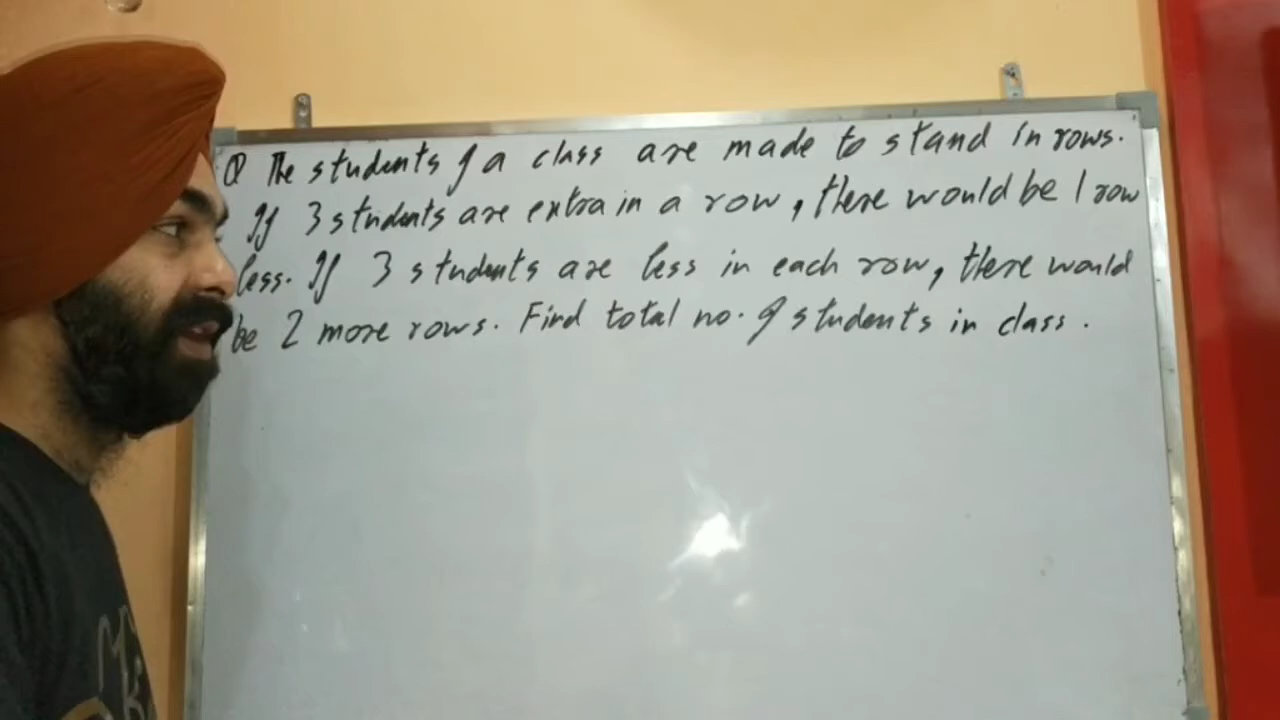 Q The students of a class are made to stand in rows.
If 3 students are extra in a row, there would be 1 row
less. If 3 students are less in each row, there would
be 2 more rows. Find total no. of students in class.